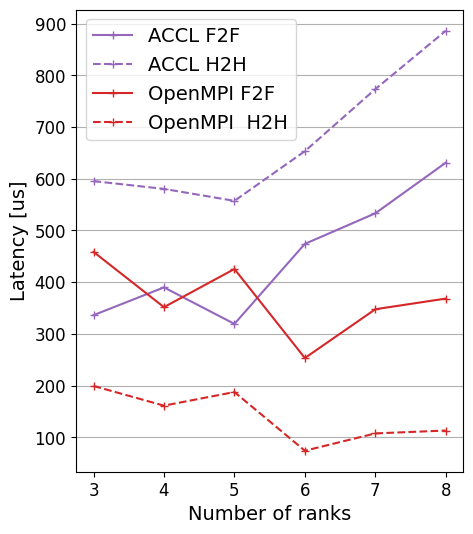 ACCL F2F
ACCL H2H
OpenMPI F2F
OpenMPI  H2H
Latency [us]
900
800
700
600
500
400
300
200
100
3 4 5 6 7 8
Number of ranks